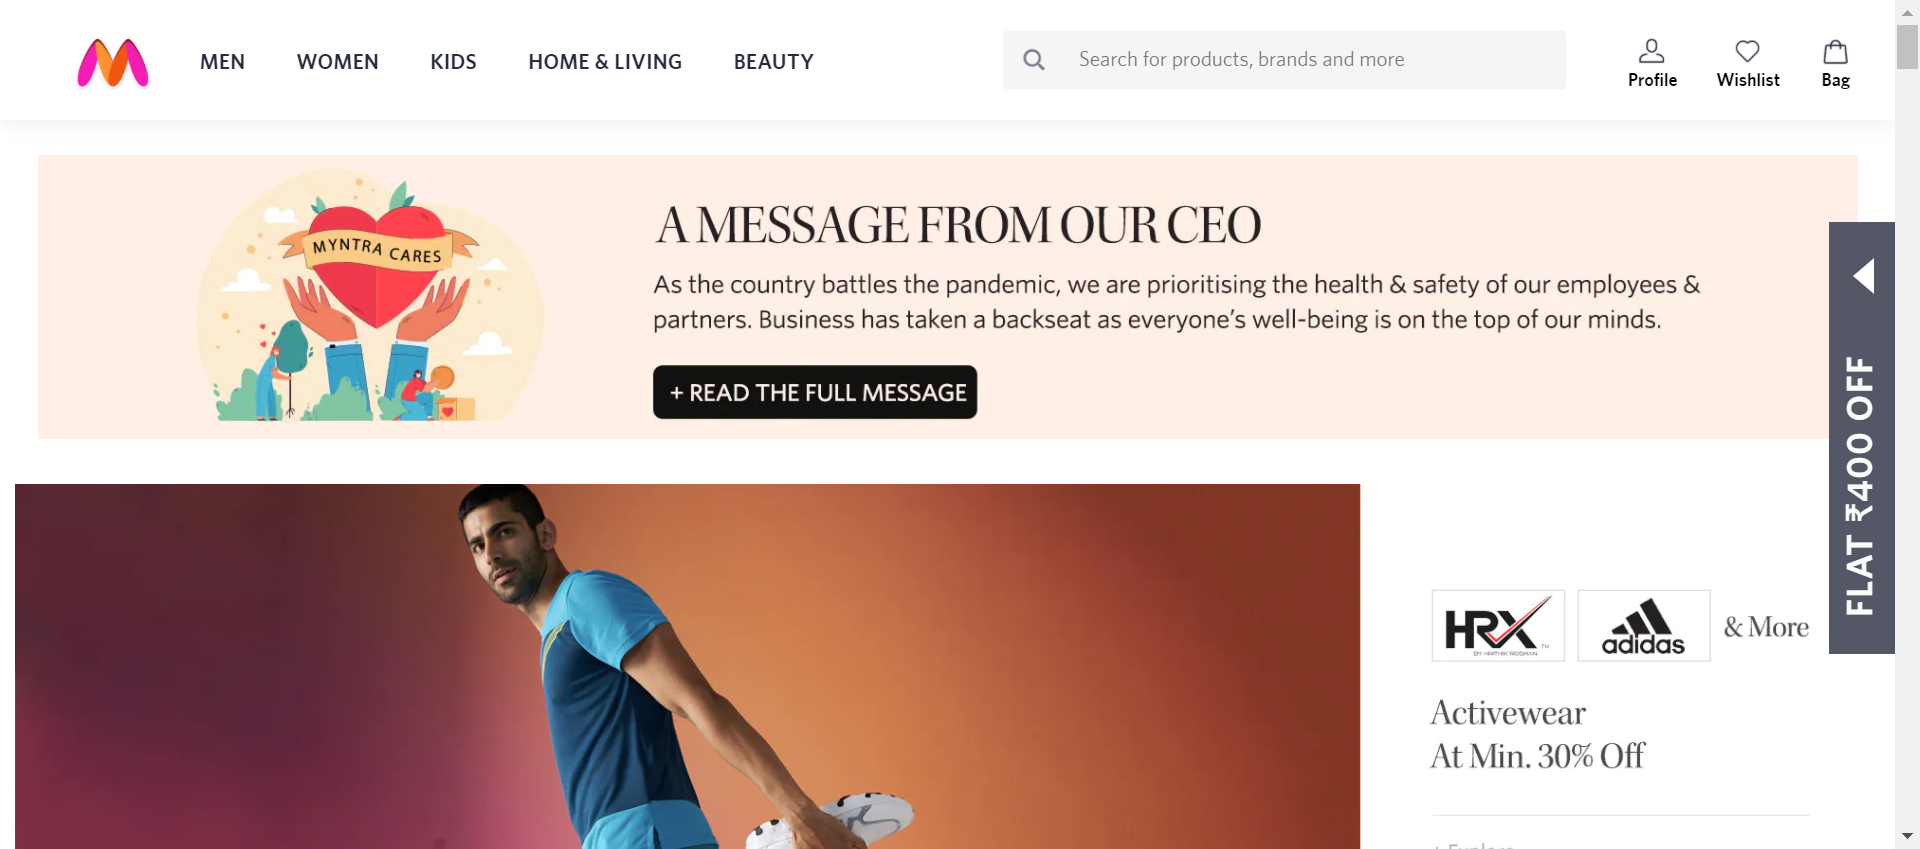 MEN WOMEN KIDS HOME & LIVING BEAUTY
Search for products, brands and more
Profile Wishlist Bag
MYNTRA CARES
A MESSAGE FROM OUR CEO
As the country battles the pandemic, we are prioritising the health & safety of our employees &
partners. Business has taken a backseat as everyone's well-being is on the top of our minds.
+ READ THE FULL MESSAGE
FLAT ₹400 OFF
HRX
TM
BY HRITHIK ROSHAN
adidas
& More
Activewear
At Min. 30% Off
+ Explore